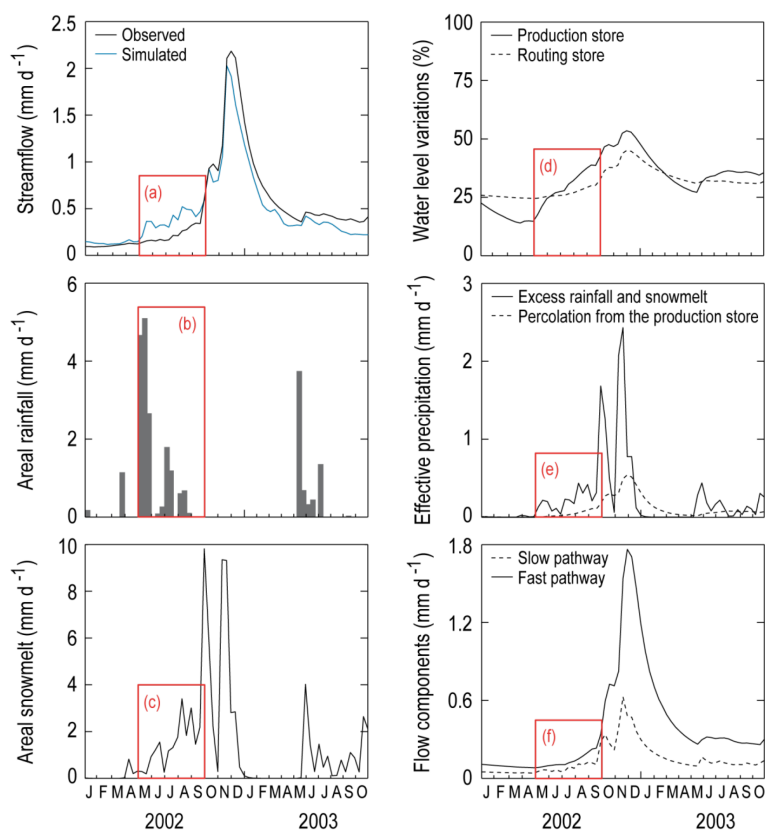 Streamflow (mm d -1)
2.5
2
1.5
1
0.5
0
Observed
Simulated
(a)
Water level variations (%)
100
75
50
25
0
Production store
Routing store
(d)
Areal rainfall (mm d -1)
6
4
2
0
(b)
Effective precipitation (mm d -1)
3
2
1
0
Excess rainfall and snowmelt
Percolation from the production store
(e)
Areal snowmelt (mm d -1)
10
8
6
4
2
0
(c)
J F M A M J J A S O N D J F M A M J J A S O
2002 2003
Flow components (mm d -1)
1.8
1.2
0.6
0
Slow pathway
Fast pathway
(f)
J F M A M J J A S O N D J F M A M J J A S O
2002 2003